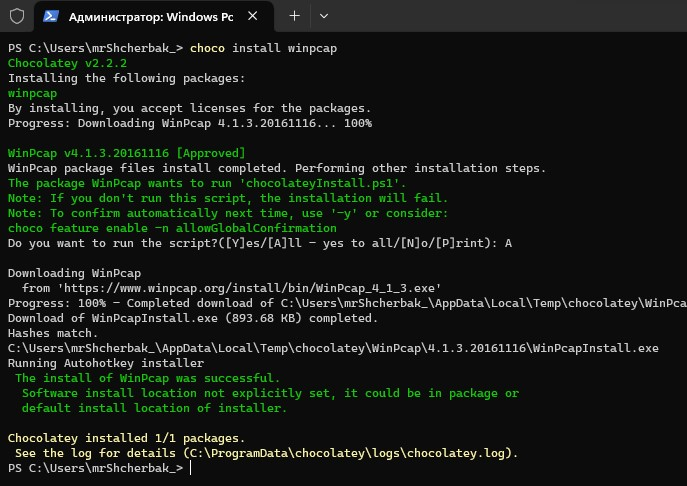 Администратор: Windows Pc
PS C:\Users\mrShcherbak_> choco install winpcap
Chocolatey v2.2.2
Installing the following packages:
winpcap
By installing, you accept licenses for the packages.
Progress: Downloading WinPcap 4.1.3.20161116... 100%
WinPcap v4.1.3.20161116 [Approved]
WinPcap package files install completed. Performing other installation steps.
The package WinPcap wants to run 'chocolateyInstall.ps1'.
Note: If you don't run this script, the installation will fail.
Note: To confirm automatically next time, use '-y' or consider:
choco feature enable -n allowGlobalConfirmation
Do you want to run the script?([Y]es/[A]ll - yes to all/[N]o/[P]rint): A
Downloading WinPcap
from 'https://www.winpcap.org/install/bin/WinPcap_4_1_3.exe'
Progress: 100% - Completed download of C:\Users\mrShcherbak_\AppData\Local\Temp\chocolatey\WinPca
Download of WinPcapInstall.exe (893.68 KB) completed.
Hashes match.
C:\Users\mrShcherbak_\AppData\Local\Temp\chocolatey\WinPcap\4.1.3.20161116\WinPcapInstall.exe
Running Autohotkey installer
The install of WinPcap was successful.
Software install location not explicitly set, it could be in package or
default install location of installer.
Chocolatey installed 1/1 packages.
See the log for details (C:\ProgramData\chocolatey\logs\chocolatey.log).
PS C:\Users\mrShcherbak_>